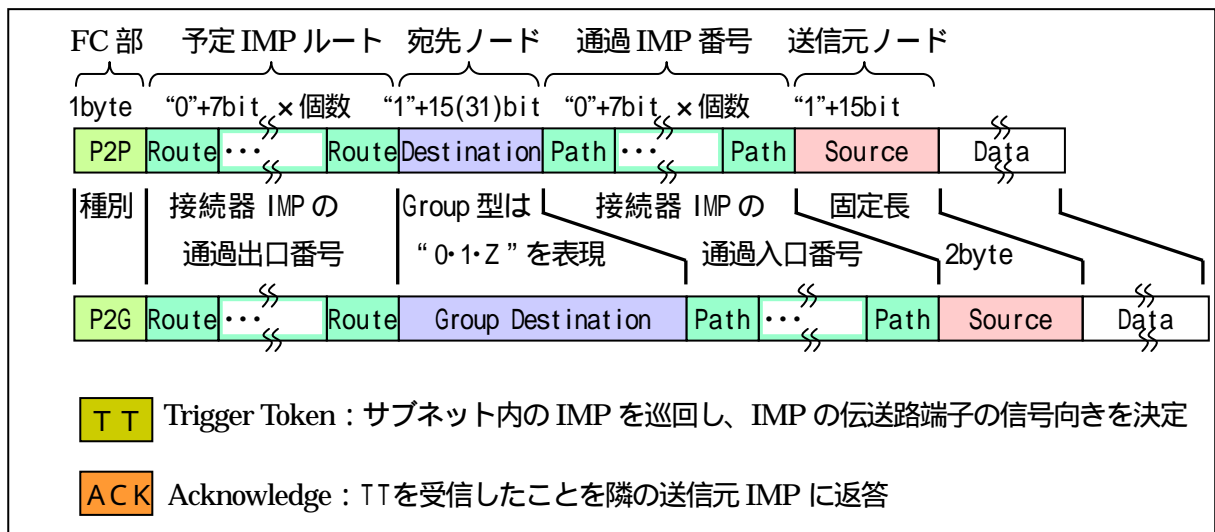 FC 部 予定 IMP ルート 宛先ノード 通過 IMP 番号 送信元ノード
1byte “0”+7bit ×個数 “1”+15(31)bit “0”+7bit ×個数 “1”+15bit
P2P Route ・・・ Route Destination Path ・・・ Path Source Data
種別 接続器 IMP の Group 型は 接続器 IMP の 固定長
通過出口番号 “0・1・Z”を表現 通過入口番号 2byte
P2G Route ・・・ Route Group Destination Path ・・・ Path Source Data
TT Trigger Token：サブネット内の IMP を巡回し、IMP の伝送路端子の信号向きを決定
ACK Acknowledge：TTを受信したことを隣の送信元 IMP に返答